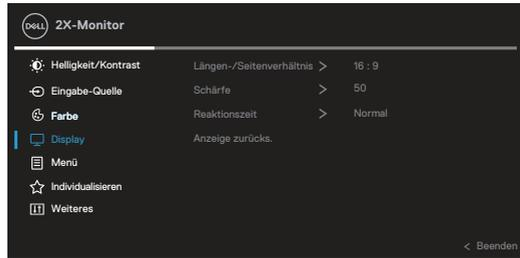 DELL 2X-Monitor
Helligkeit/Kontrast Längen-/Seitenverhältnis > 16 : 9
Eingabe-Quelle Schärfe > 50
Farbe Reaktionszeit > Normal
Display Anzeige zurücks.
Menü
Individualisieren
Weiteres
< Beenden